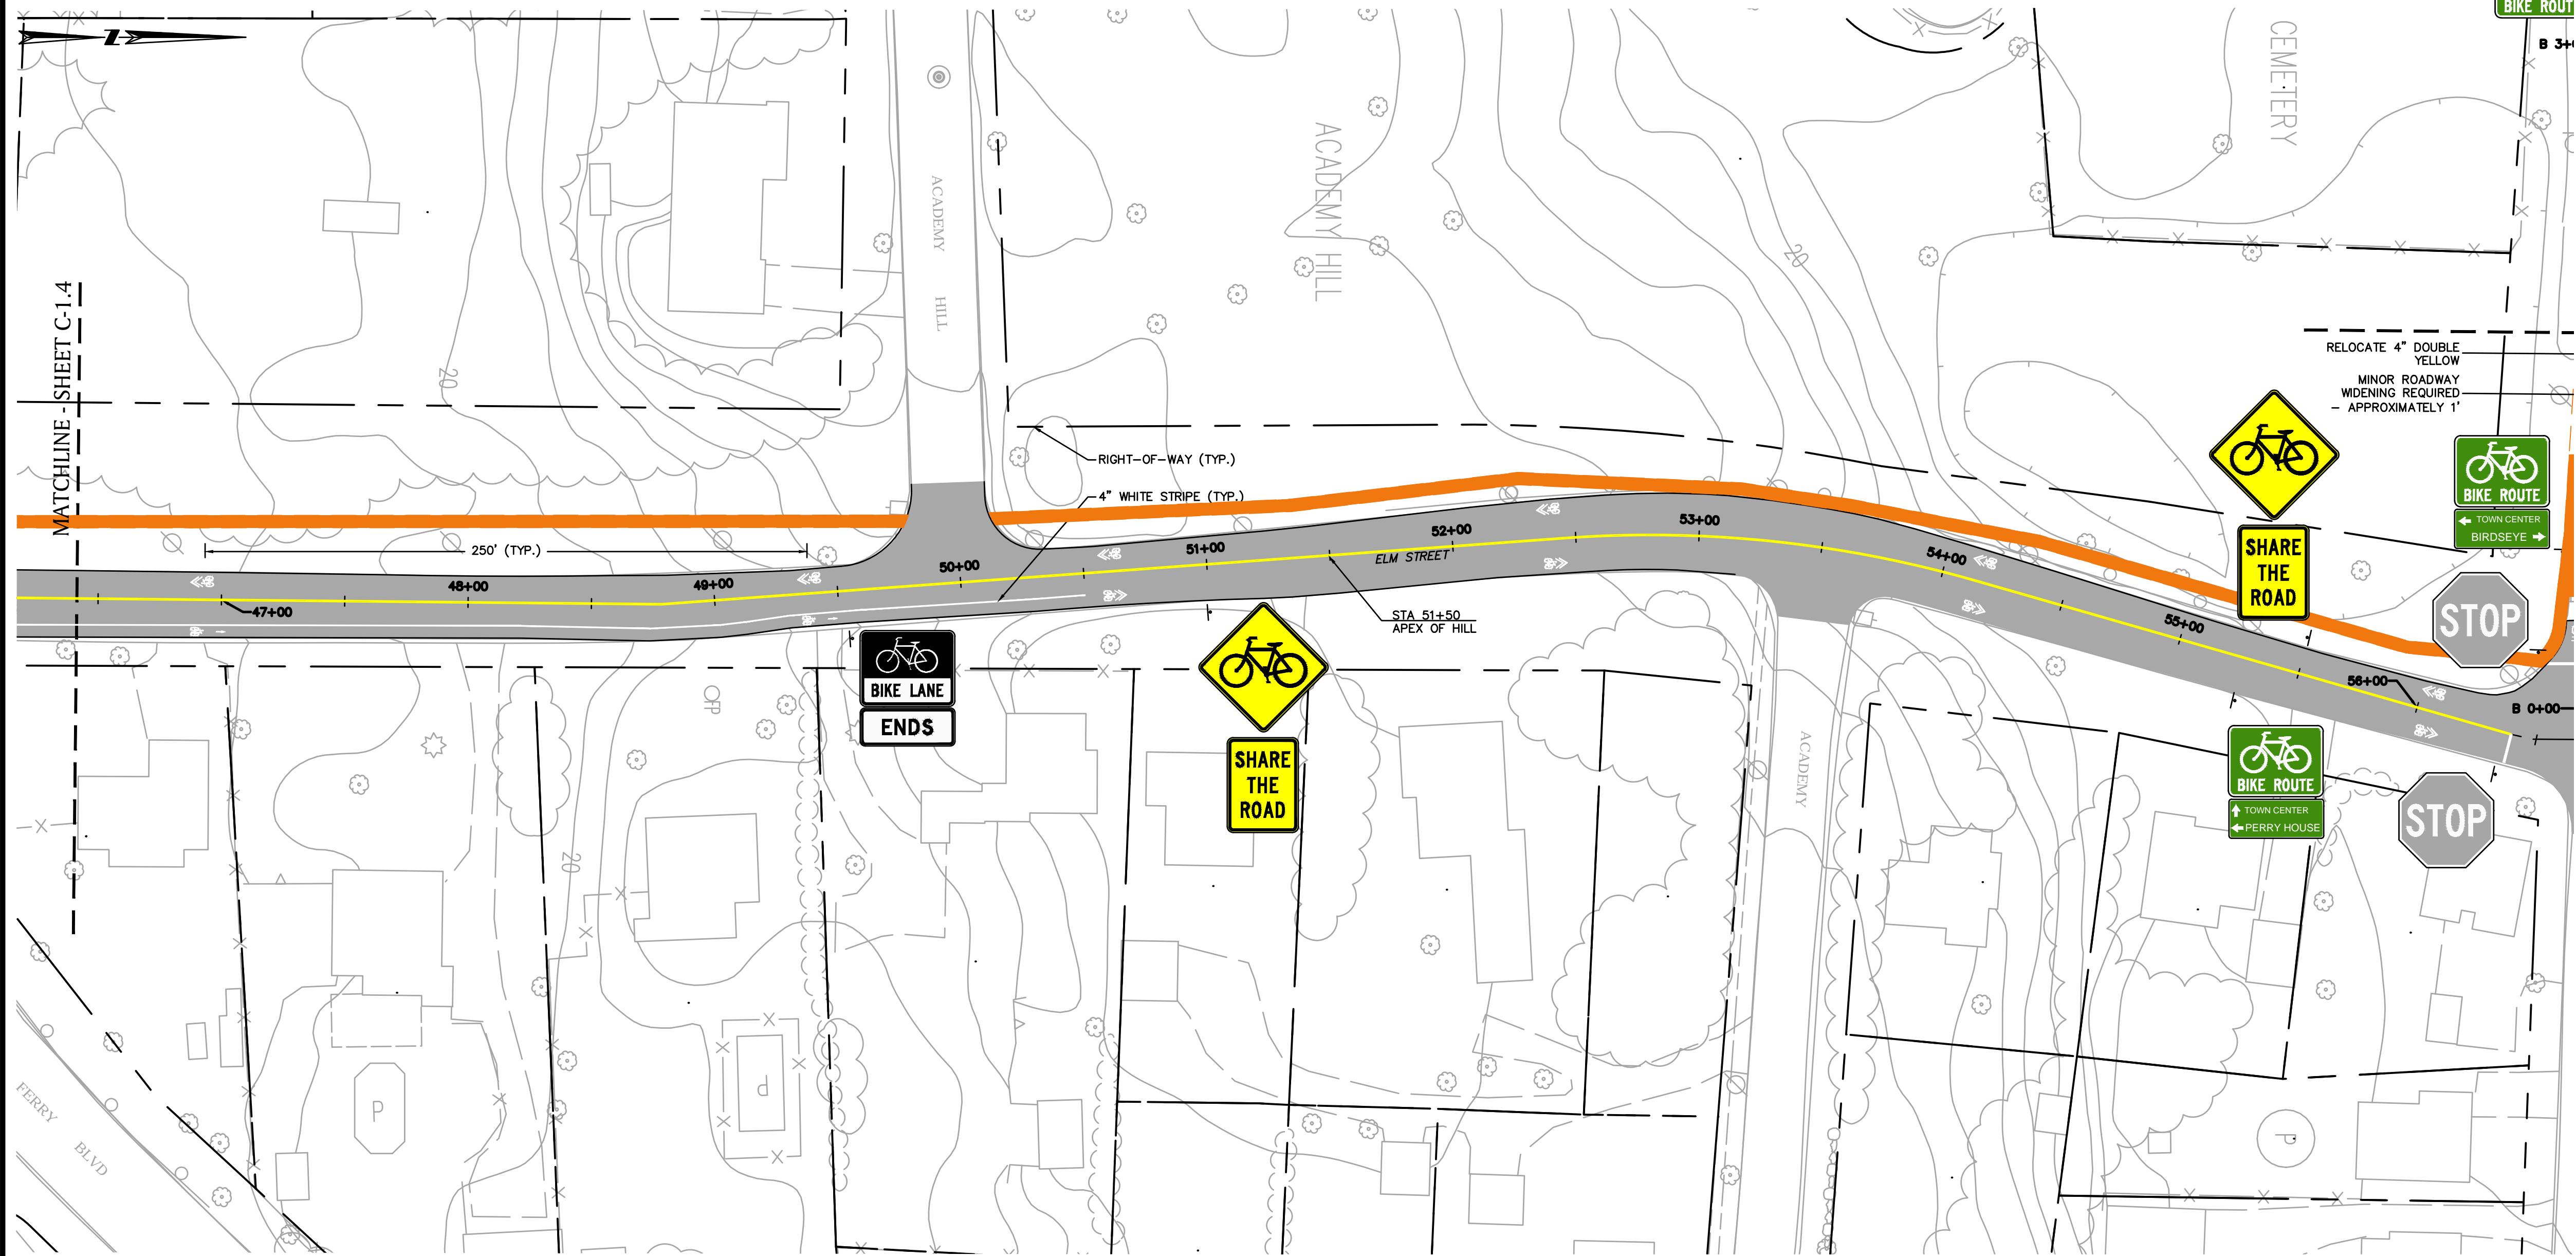 BIKE ROUT
B 3+
N
CEMETERY
ACADEMY HILL
ACADEMY HILL
MATCHLINE - SHEET C-1.4
20
20
RELOCATE 4" DOUBLE
YELLOW
MINOR ROADWAY
WIDENING REQUIRED
- APPROXIMATELY 1'
RIGHT-OF-WAY (TYP.)
4" WHITE STRIPE (TYP.)
250' (TYP.)
BIKE ROUTE
TOWN CENTER
BIRDSEYE
SHARE
THE
ROAD
STOP
47+00
48+00
49+00
50+00
51+00
52+00
53+00
54+00
55+00
56+00
B 0+00
ELM STREET
STA 51+50
APEX OF HILL
BIKE LANE
ENDS
SHARE
THE
ROAD
BIKE ROUTE
TOWN CENTER
PERRY HOUSE
STOP
ACADEMY
OFP
20
P
P
P
FERRY BLVD